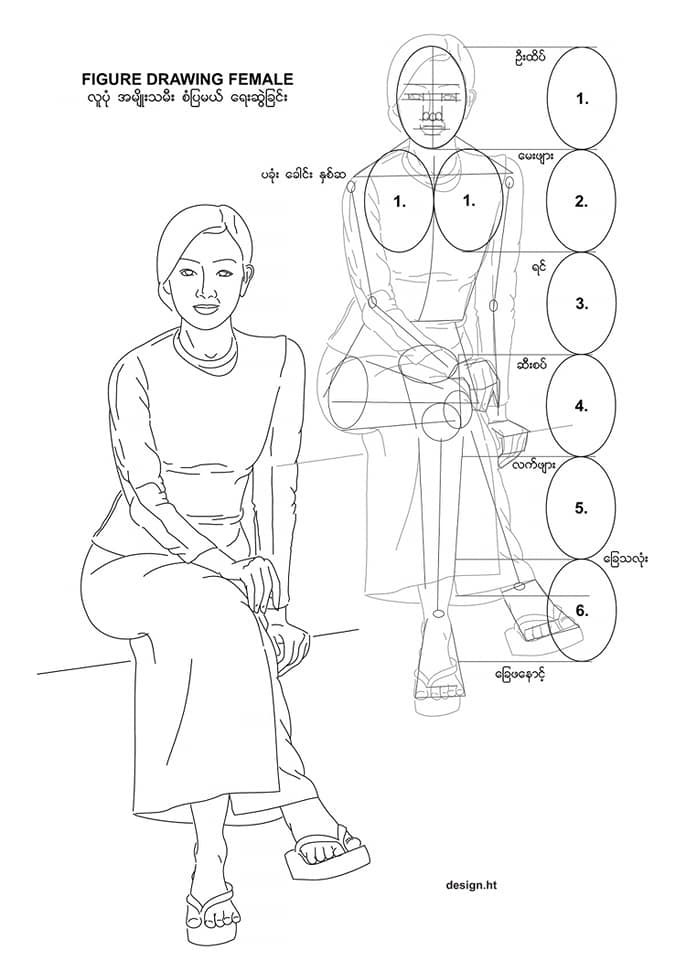 FIGURE DRAWING FEMALE
လူပုံ အမျိုးသမီး စံပြမယ် ရေးဆွဲခြင်း
ဦးထိပ်
1.
မေးဖျား
ပခုံး ခေါင်း နှစ်ဆ
1.
1.
2.
ရင်
3.
ဆီးစပ်
4.
လက်ဖျား
5.
ခြေသလုံး
6.
ခြေဖနောင့်
design.ht